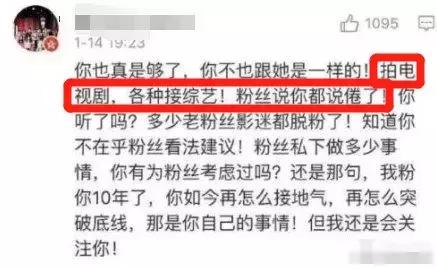 1095
1-14 19:23
你也真是够了，你不也跟她是一样的！拍电
视剧，各种接综艺！粉丝说你都说倦了！你
听了吗？多少老粉丝影迷都脱粉了！知道你
不在乎粉丝看法建议！粉丝私下做多少事
情，你有为粉丝考虑过吗？还是那句，我粉
你10年了，你如今再怎么接地气，再怎么突
破底线，那是你自己的事情！但我还是会关
注你！